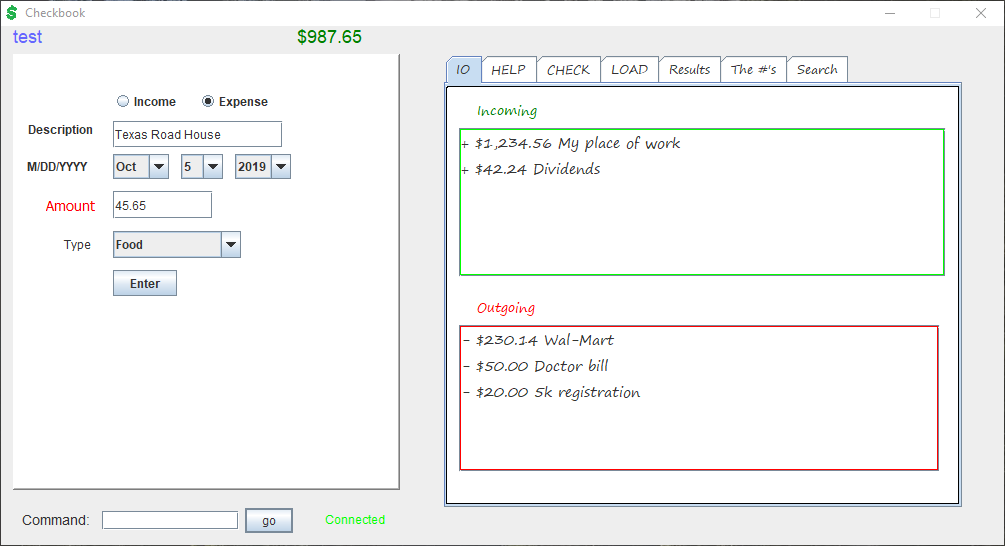 Checkbook
test $987.65
Income Expense
Description Texas Road House
M/DD/YYYY Oct 5 2019
Amount 45.65
Type Food
Enter
IO HELP CHECK LOAD Results The #'s Search
Incoming
+ $1,234.56 My place of work
+ $42.24 Dividends
Outgoing
- $230.14 Wal-Mart
- $50.00 Doctor bill
- $20.00 5k registration
Command: go Connected